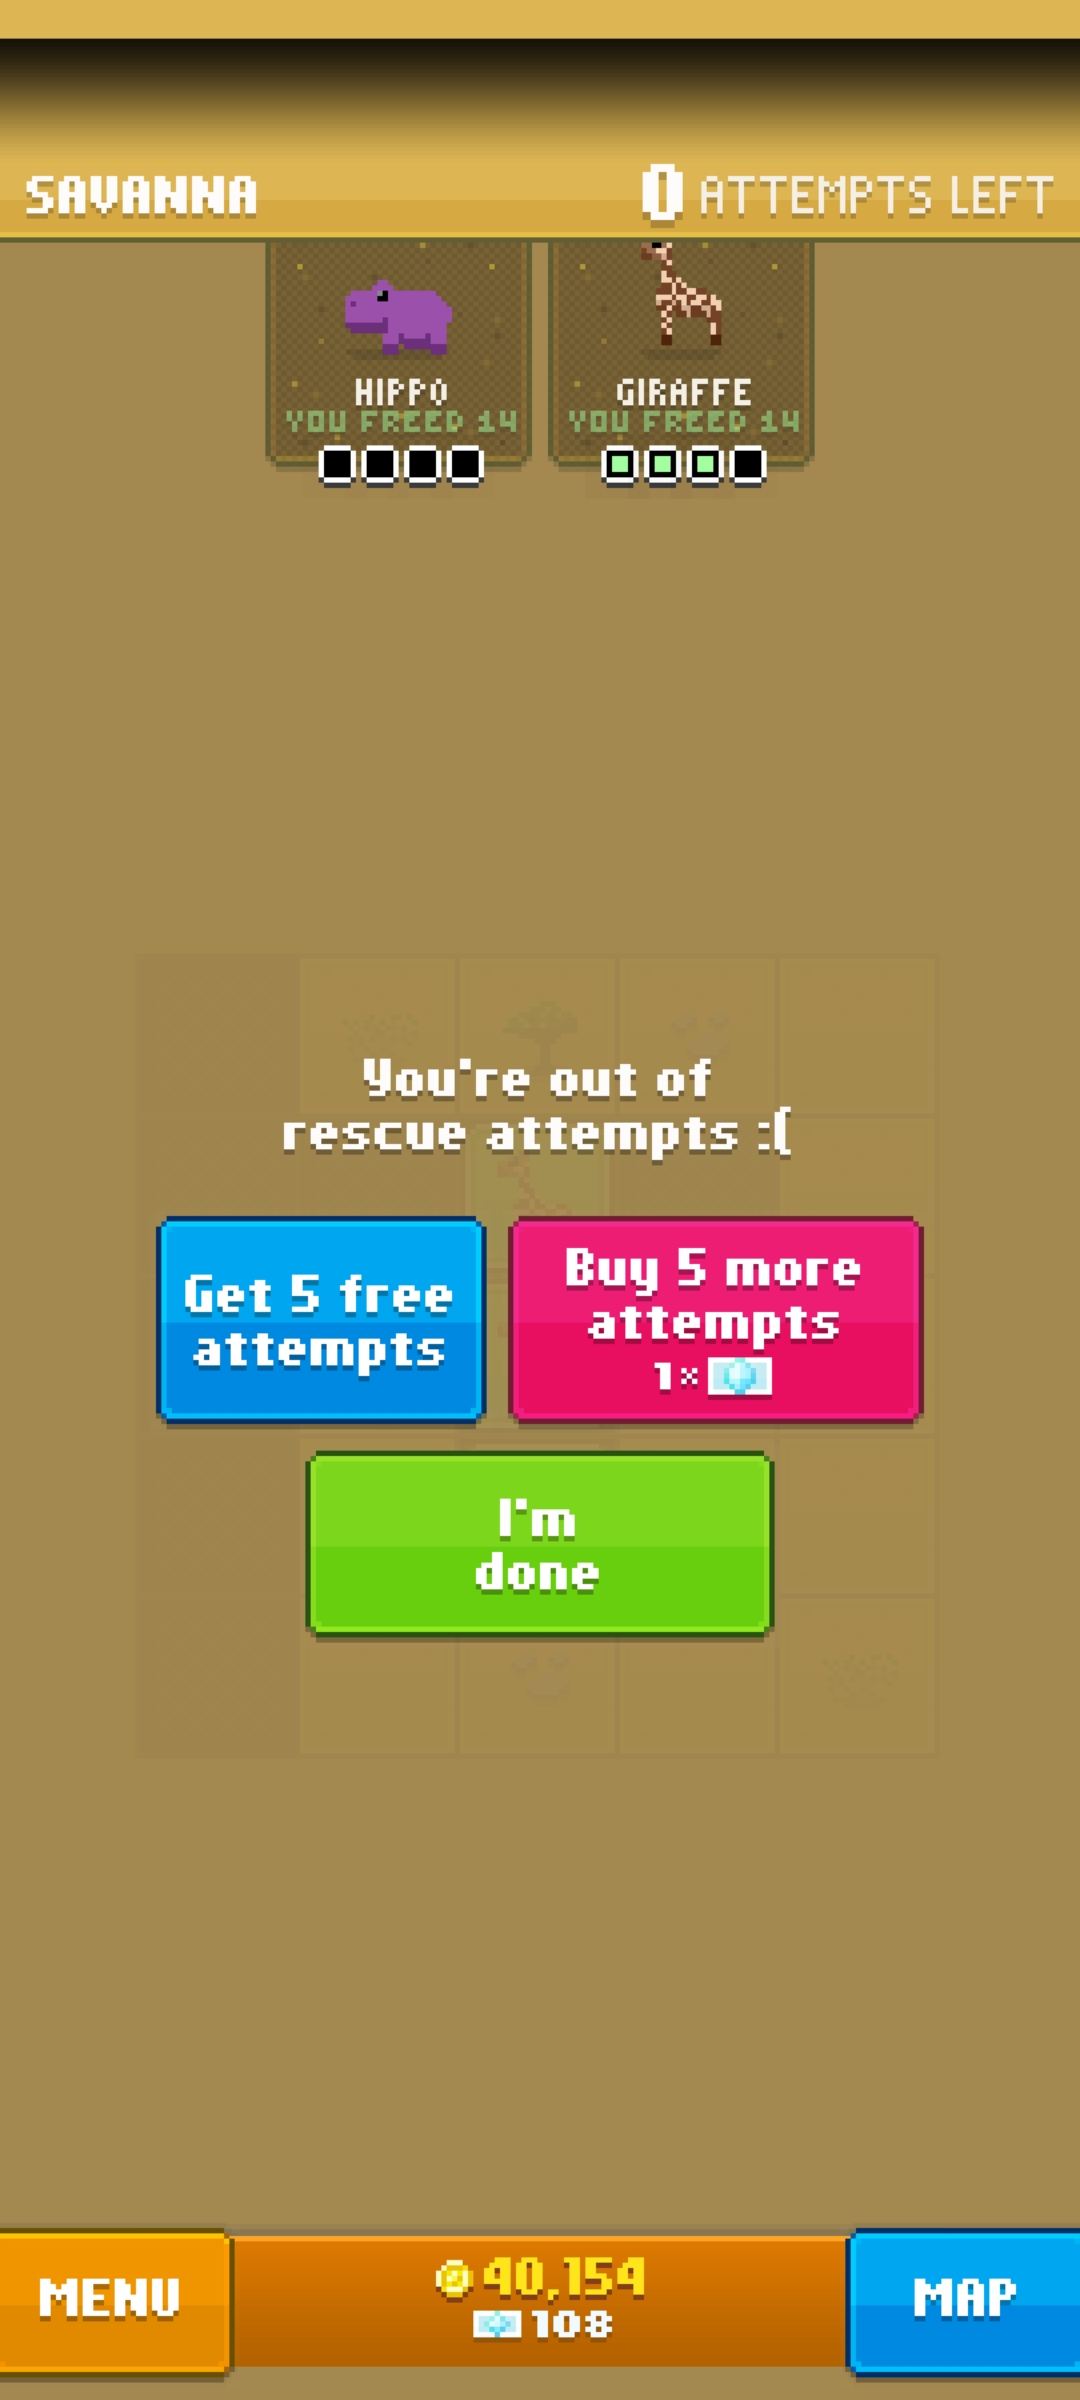 SAVANNA
0 ATTEMPTS LEFT
HIPPO
YOU FREED 14
GIRAFFE
YOU FREED 14
You're out of
rescue attempts :(
Get 5 free
attempts
Buy 5 more
attempts
1×
I'm
done
MENU
40,154
108
MAP